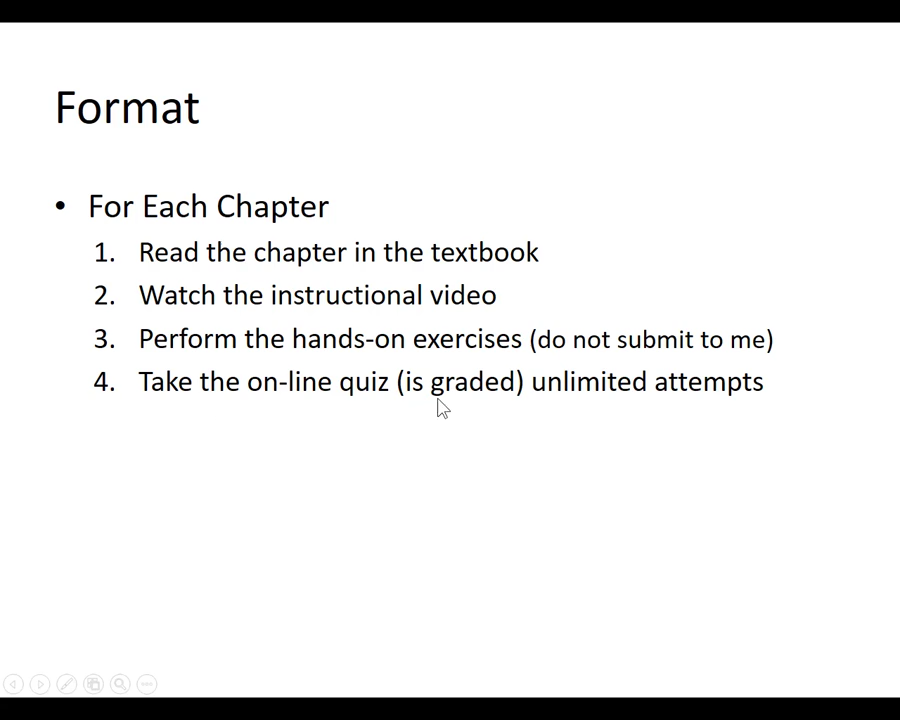 Format
• For Each Chapter
1. Read the chapter in the textbook
2. Watch the instructional video
3. Perform the hands-on exercises (do not submit to me)
4. Take the on-line quiz (is graded) unlimited attempts